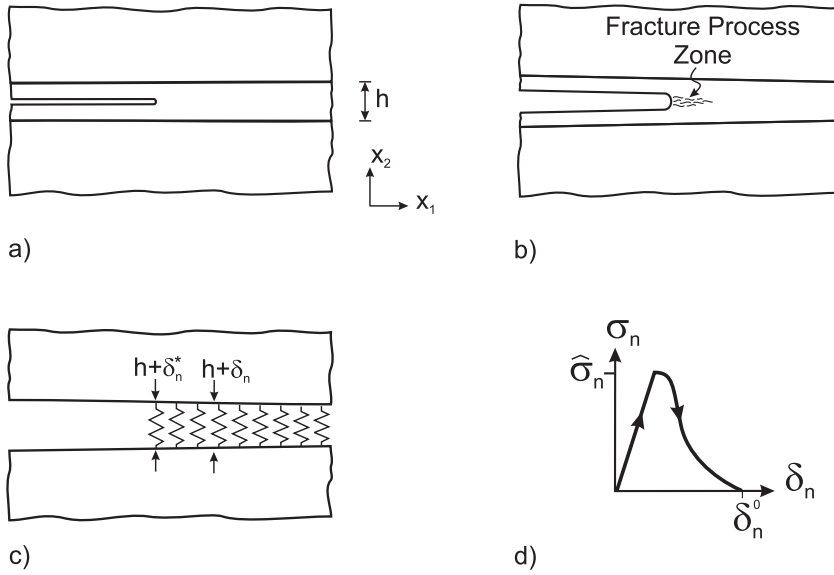 h
x₂
x₁
a)
Fracture Process
Zone
b)
h+δₙ*
h+δₙ
c)
σₙ
σ̂ₙ
δₙ
δₙ⁰
d)